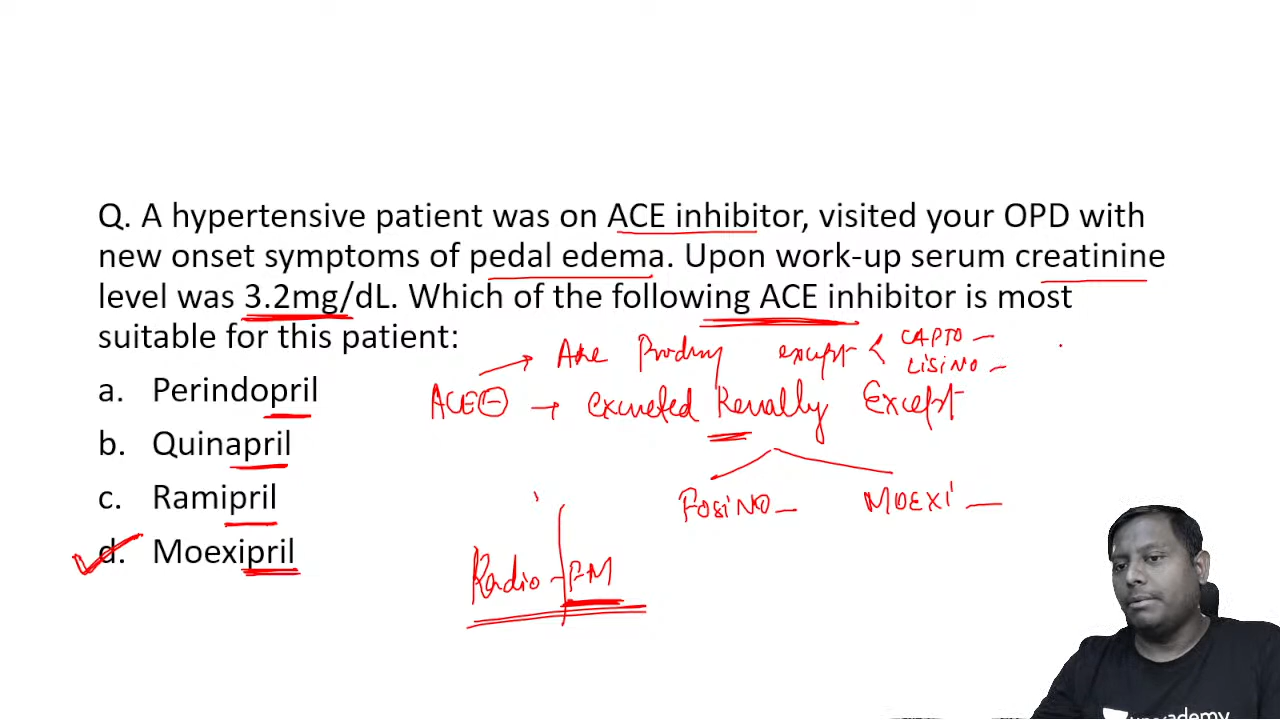 Q. A hypertensive patient was on ACE inhibitor, visited your OPD with
new onset symptoms of pedal edema. Upon work-up serum creatinine
level was 3.2mg/dL. Which of the following ACE inhibitor is most
suitable for this patient:
Are Prodrug except < CAPTO —
LiSiNO —
a. Perindopril
ACE⊖ → excreted Renally Except
b. Quinapril
c. Ramipril
FOSiNO — MOEXI —
d. Moexipril
Radio - FM